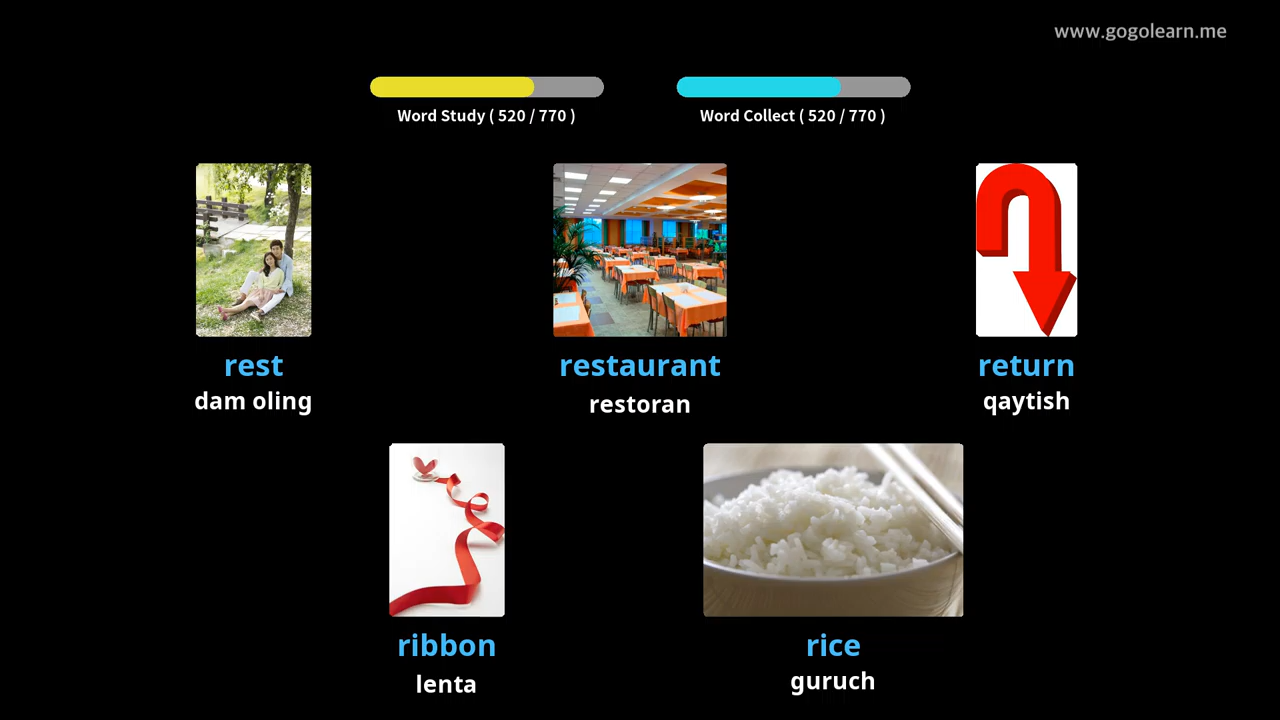 www.gogolearn.me
Word Study ( 520 / 770 )
Word Collect ( 520 / 770 )
rest
dam oling
restaurant
restoran
return
qaytish
ribbon
lenta
rice
guruch